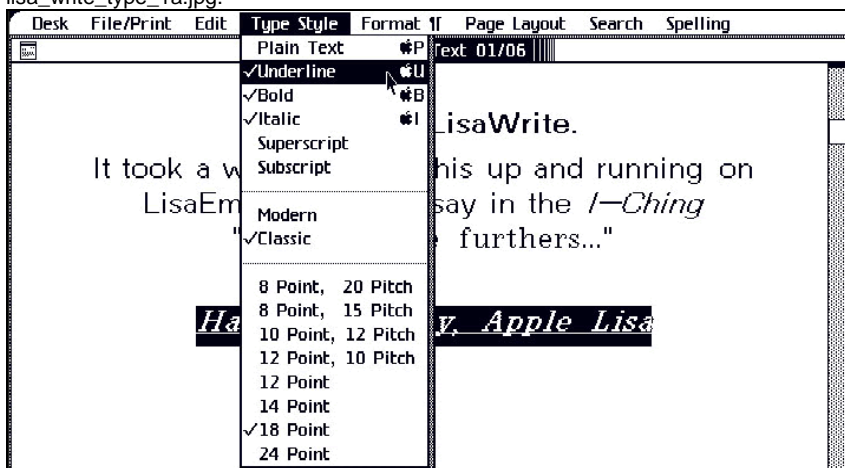 lisa_write_type_1a.jpg.
Desk File/Print Edit Type Style Format ¶ Page Layout Search Spelling
Text 01/06
Plain Text P
✓Underline U
✓Bold B
✓Italic I
Superscript
Subscript
Modern
✓Classic
8 Point, 20 Pitch
8 Point, 15 Pitch
10 Point, 12 Pitch
12 Point, 10 Pitch
12 Point
14 Point
✓18 Point
24 Point
LisaWrite.
It took a up and running on
say in the I—Ching
furthers..."
Apple Lisa